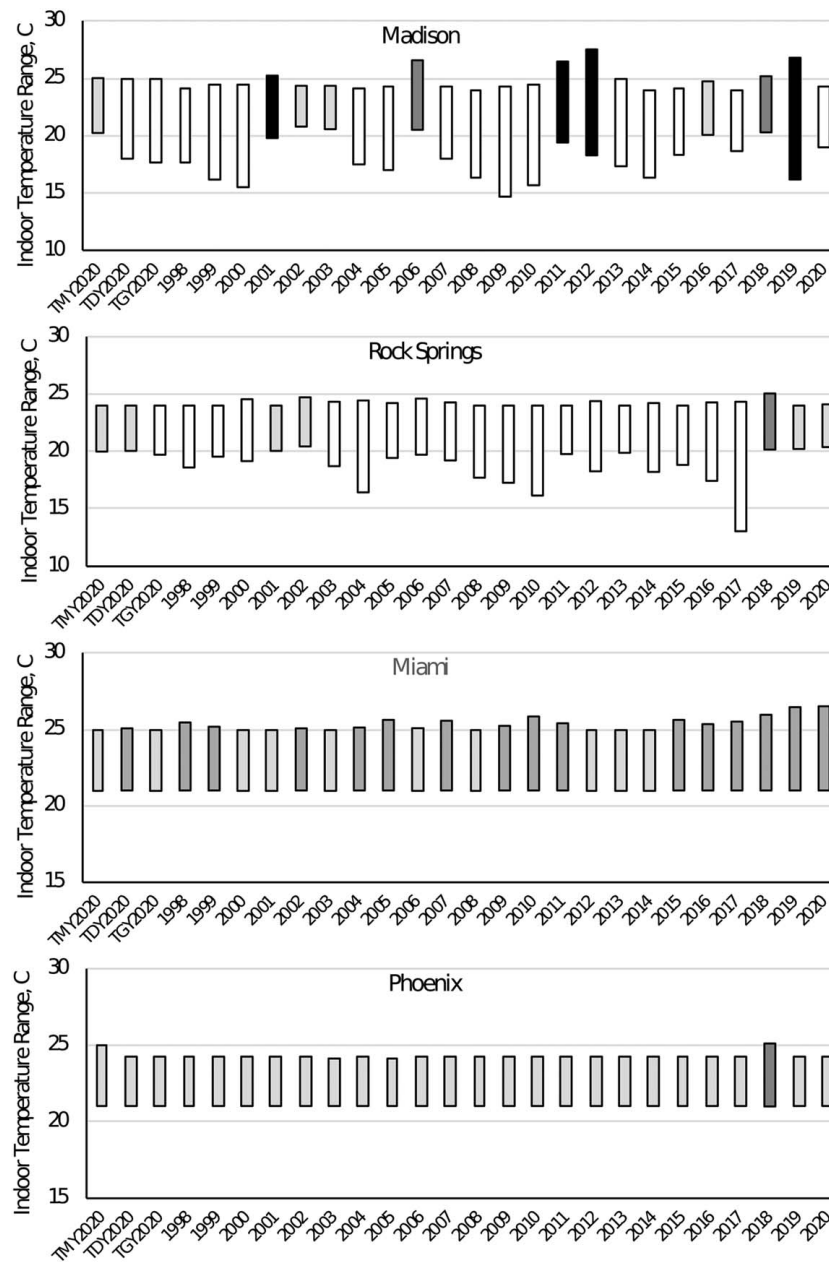 Madison
Indoor Temperature Range, C
30
25
20
15
10
TMY2020 TDY2020 TGY2020 1998 1999 2000 2001 2002 2003 2004 2005 2006 2007 2008 2009 2010 2011 2012 2013 2014 2015 2016 2017 2018 2019 2020
Rock Springs
Indoor Temperature Range, C
30
25
20
15
10
TMY2020 TDY2020 TGY2020 1998 1999 2000 2001 2002 2003 2004 2005 2006 2007 2008 2009 2010 2011 2012 2013 2014 2015 2016 2017 2018 2019 2020
Miami
Indoor Temperature Range, C
30
25
20
15
TMY2020 TDY2020 TGY2020 1998 1999 2000 2001 2002 2003 2004 2005 2006 2007 2008 2009 2010 2011 2012 2013 2014 2015 2016 2017 2018 2019 2020
Phoenix
Indoor Temperature Range, C
30
25
20
15
TMY2020 TDY2020 TGY2020 1998 1999 2000 2001 2002 2003 2004 2005 2006 2007 2008 2009 2010 2011 2012 2013 2014 2015 2016 2017 2018 2019 2020